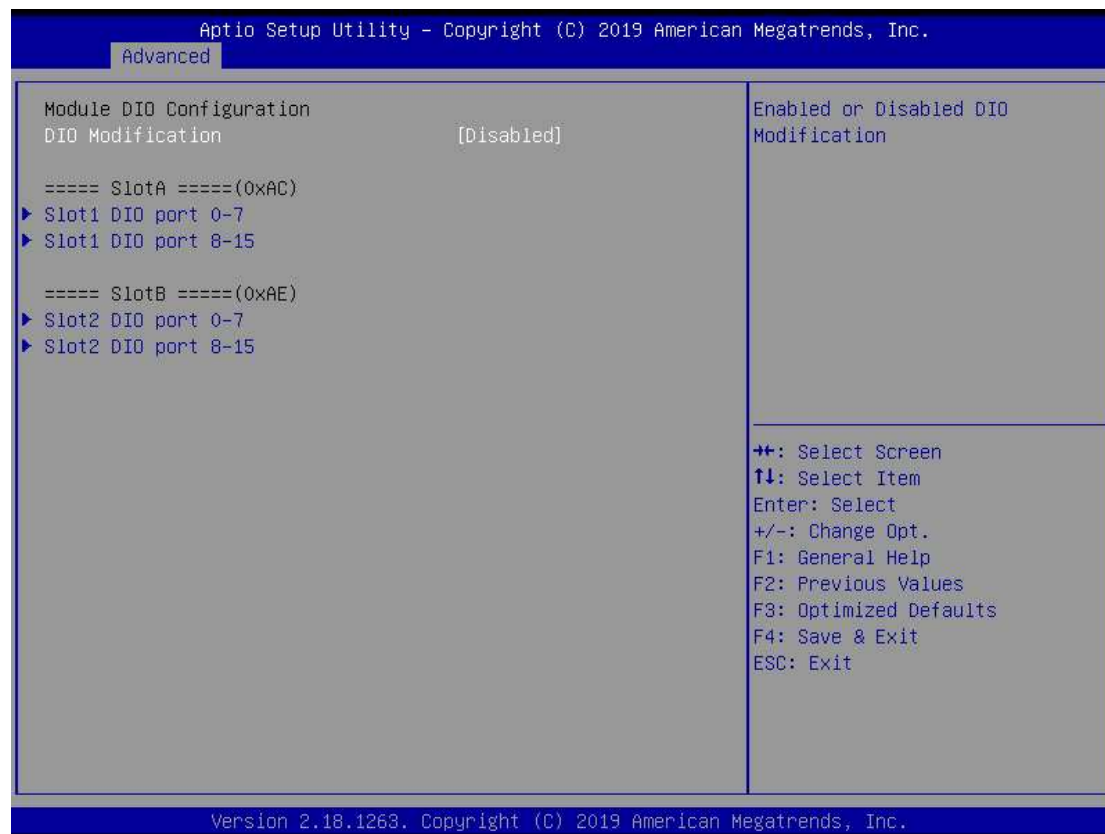 Aptio Setup Utility – Copyright (C) 2019 American Megatrends, Inc.
Advanced
Module DIO Configuration
DIO Modification [Disabled]
===== SlotA =====(0xAC)
Slot1 DIO port 0-7
Slot1 DIO port 8-15
===== SlotB =====(0xAE)
Slot2 DIO port 0-7
Slot2 DIO port 8-15
Enabled or Disabled DIO
Modification
→←: Select Screen
↑↓: Select Item
Enter: Select
+/-: Change Opt.
F1: General Help
F2: Previous Values
F3: Optimized Defaults
F4: Save & Exit
ESC: Exit
Version 2.18.1263. Copyright (C) 2019 American Megatrends, Inc.